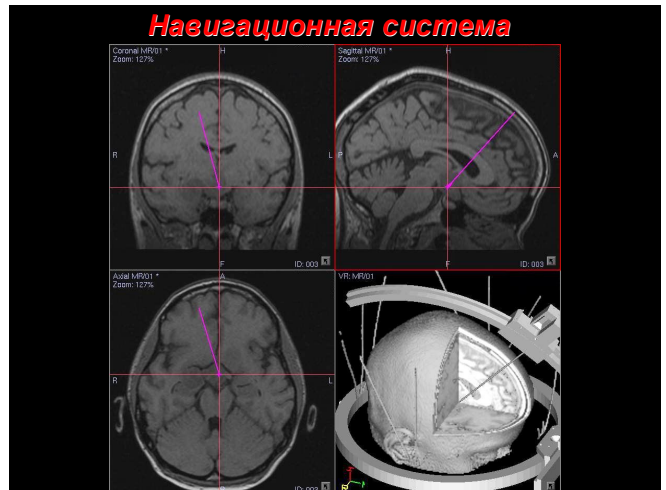 Навигационная система
Coronal MR/01 *
Zoom: 127%
H
R
L
F
ID: 003
Sagittal MR/01 *
Zoom: 127%
H
P
A
F
ID: 003
Axial MR/01 *
Zoom: 127%
A
R
L
ID: 003
VR: MR/01